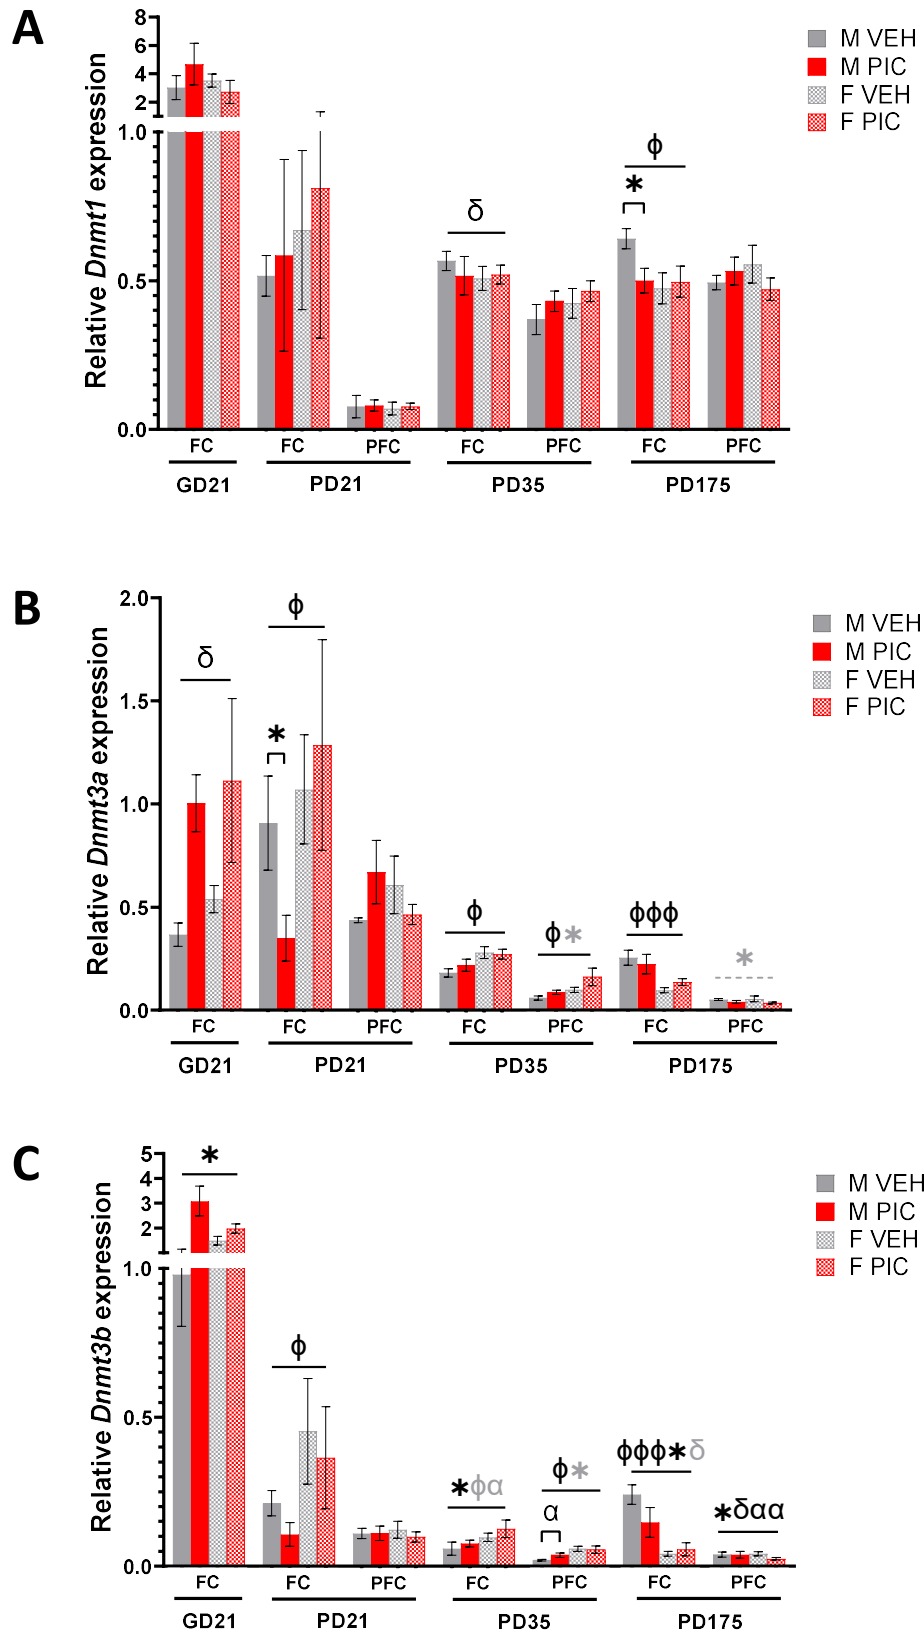 A
Relative Dnmt1 expression
8
6
4
2
1.0
0.5
0.0
M VEH
M PIC
F VEH
F PIC
δ
ϕ
*
FC FC PFC FC PFC FC PFC
GD21 PD21 PD35 PD175
B
Relative Dnmt3a expression
2.0
1.5
1.0
0.5
0.0
M VEH
M PIC
F VEH
F PIC
δ
ϕ
*
ϕ
ϕ*
ϕϕϕ
*
FC FC PFC FC PFC FC PFC
GD21 PD21 PD35 PD175
C
Relative Dnmt3b expression
5
4
3
2
1.0
0.5
0.0
M VEH
M PIC
F VEH
F PIC
*
ϕ
*ϕα
ϕ*
α
ϕϕϕ*δ
*δαα
FC FC PFC FC PFC FC PFC
GD21 PD21 PD35 PD175